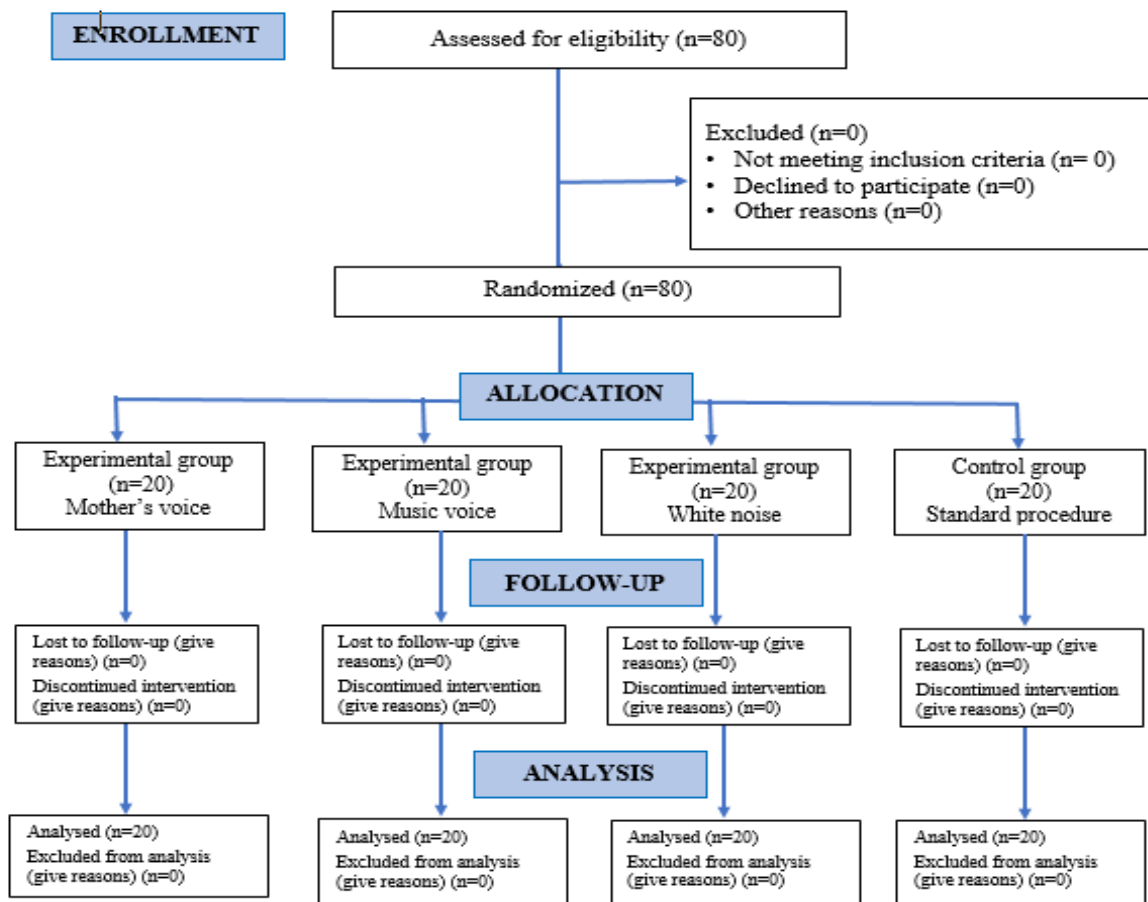 ENROLLMENT
Assessed for eligibility (n=80)
Excluded (n=0)
• Not meeting inclusion criteria (n= 0)
• Declined to participate (n=0)
• Other reasons (n=0)
Randomized (n=80)
ALLOCATION
Experimental group
(n=20)
Mother’s voice
Experimental group
(n=20)
Music voice
Experimental group
(n=20)
White noise
Control group
(n=20)
Standard procedure
FOLLOW-UP
Lost to follow-up (give
reasons) (n=0)
Discontinued intervention
(give reasons) (n=0)
Lost to follow-up (give
reasons) (n=0)
Discontinued intervention
(give reasons) (n=0)
Lost to follow-up (give
reasons) (n=0)
Discontinued intervention
(give reasons) (n=0)
Lost to follow-up (give
reasons) (n=0)
Discontinued intervention
(give reasons) (n=0)
ANALYSIS
Analysed (n=20)
Excluded from analysis
(give reasons) (n=0)
Analysed (n=20)
Excluded from analysis
(give reasons) (n=0)
Analysed (n=20)
Excluded from analysis
(give reasons) (n=0)
Analysed (n=20)
Excluded from analysis
(give reasons) (n=0)